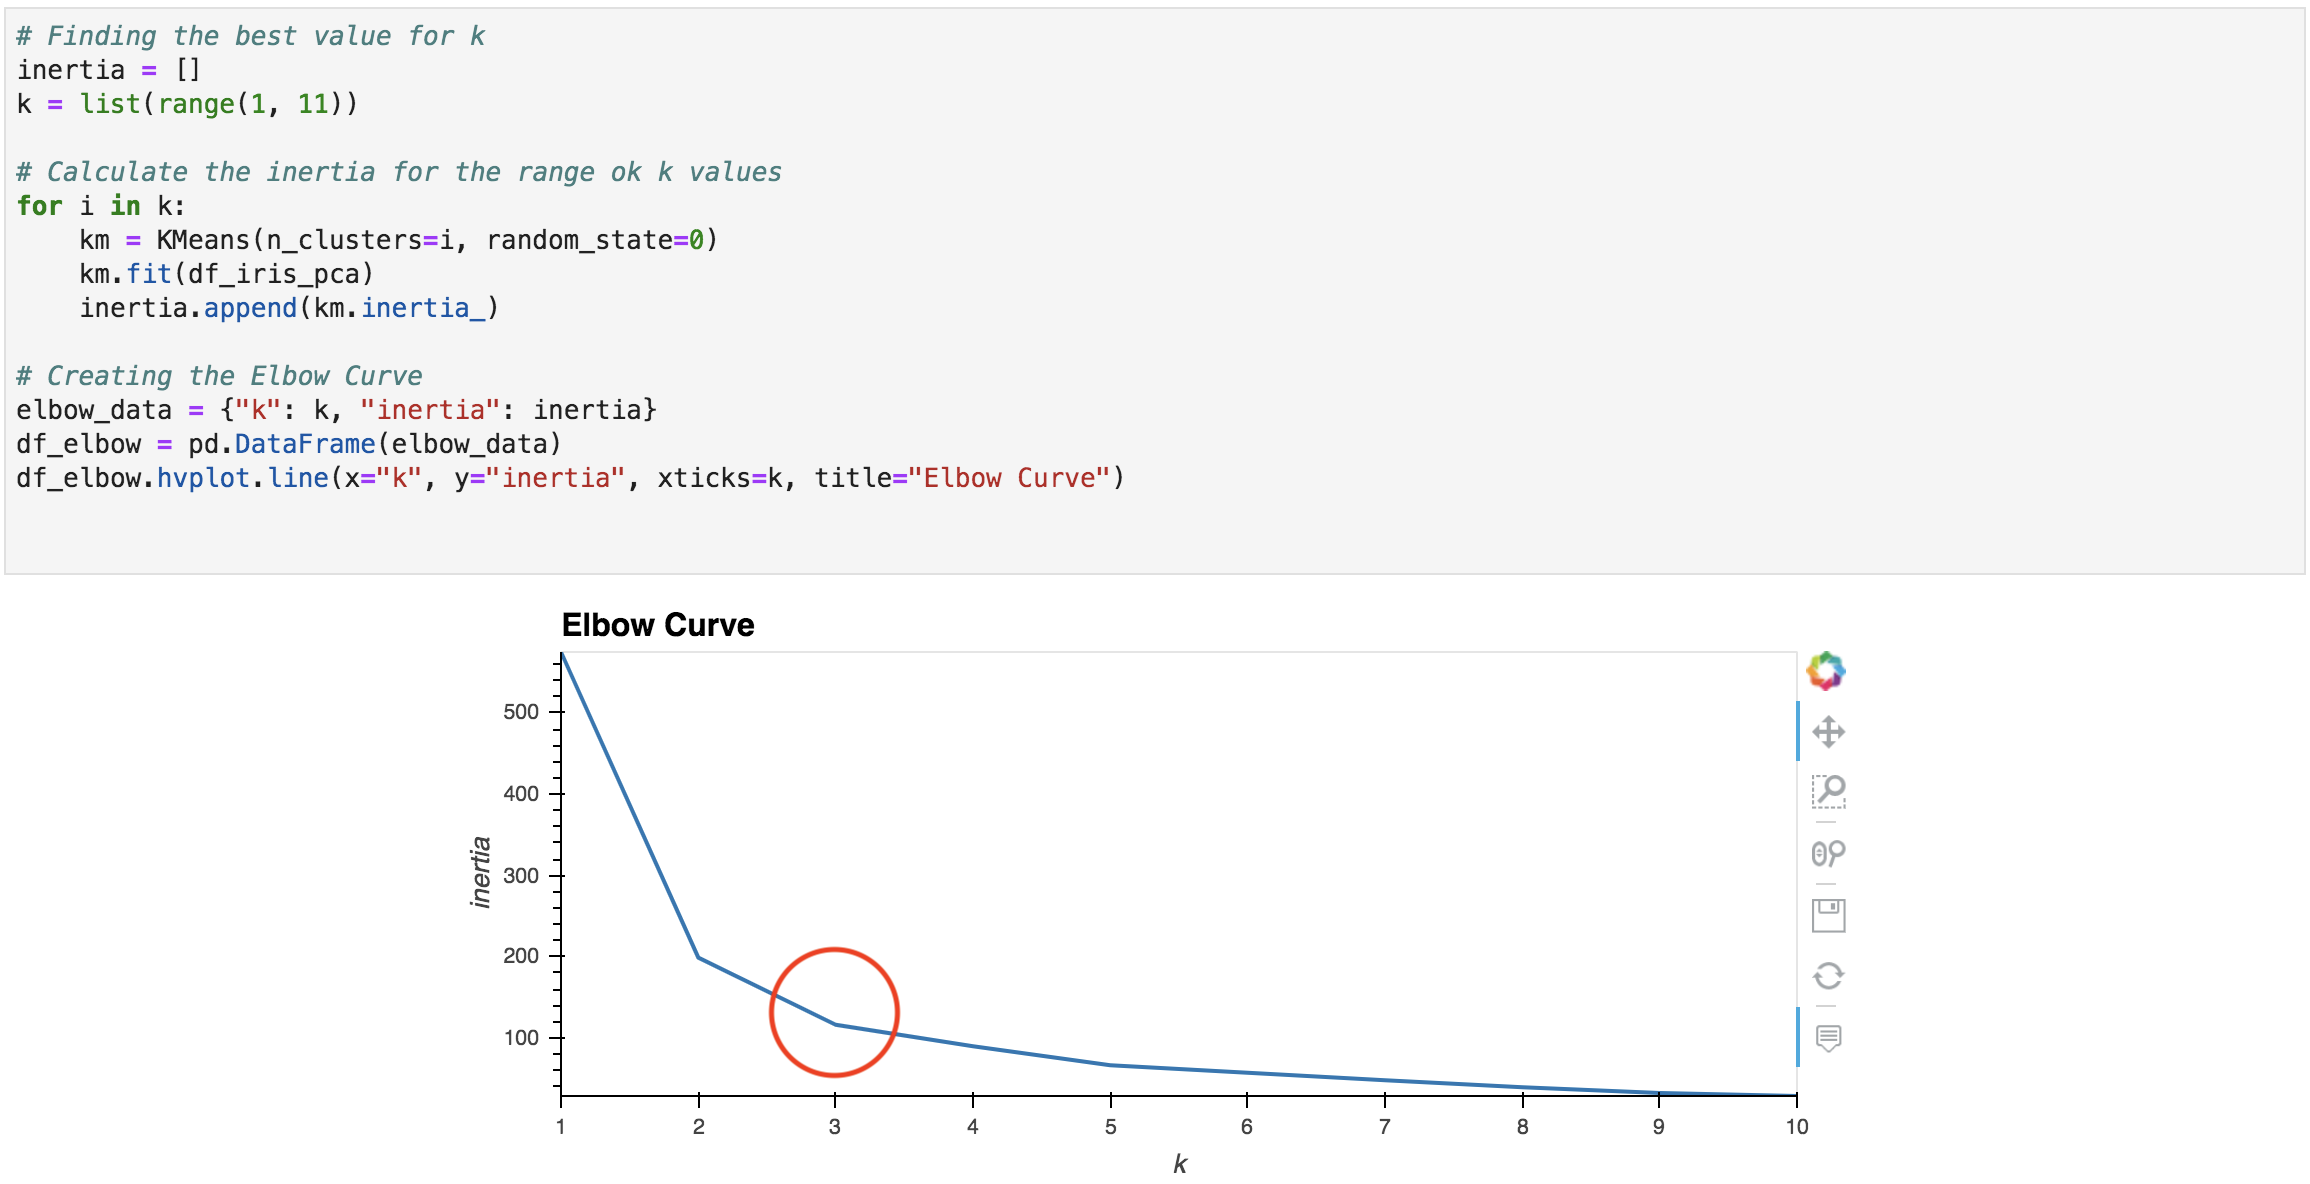 # Finding the best value for k
inertia = []
k = list(range(1, 11))
# Calculate the inertia for the range ok k values
for i in k:
    km = KMeans(n_clusters=i, random_state=0)
    km.fit(df_iris_pca)
    inertia.append(km.inertia_)
# Creating the Elbow Curve
elbow_data = {"k": k, "inertia": inertia}
df_elbow = pd.DataFrame(elbow_data)
df_elbow.hvplot.line(x="k", y="inertia", xticks=k, title="Elbow Curve")
Elbow Curve
500
400
300
200
100
inertia
1 2 3 4 5 6 7 8 9 10
k